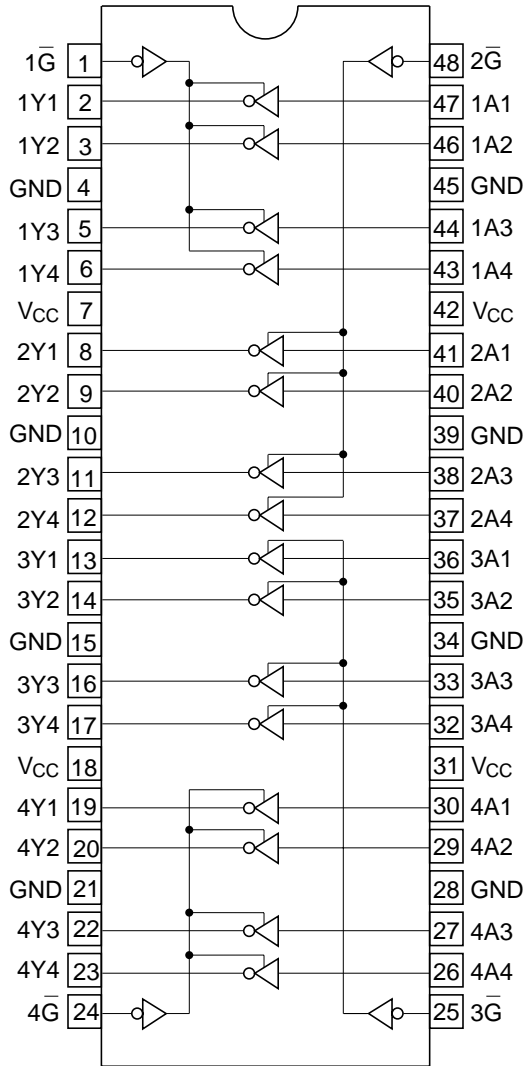 1G̅ 1 48 2G̅
1Y1 2 47 1A1
1Y2 3 46 1A2
GND 4 45 GND
1Y3 5 44 1A3
1Y4 6 43 1A4
VCC 7 42 VCC
2Y1 8 41 2A1
2Y2 9 40 2A2
GND 10 39 GND
2Y3 11 38 2A3
2Y4 12 37 2A4
3Y1 13 36 3A1
3Y2 14 35 3A2
GND 15 34 GND
3Y3 16 33 3A3
3Y4 17 32 3A4
VCC 18 31 VCC
4Y1 19 30 4A1
4Y2 20 29 4A2
GND 21 28 GND
4Y3 22 27 4A3
4Y4 23 26 4A4
4G̅ 24 25 3G̅